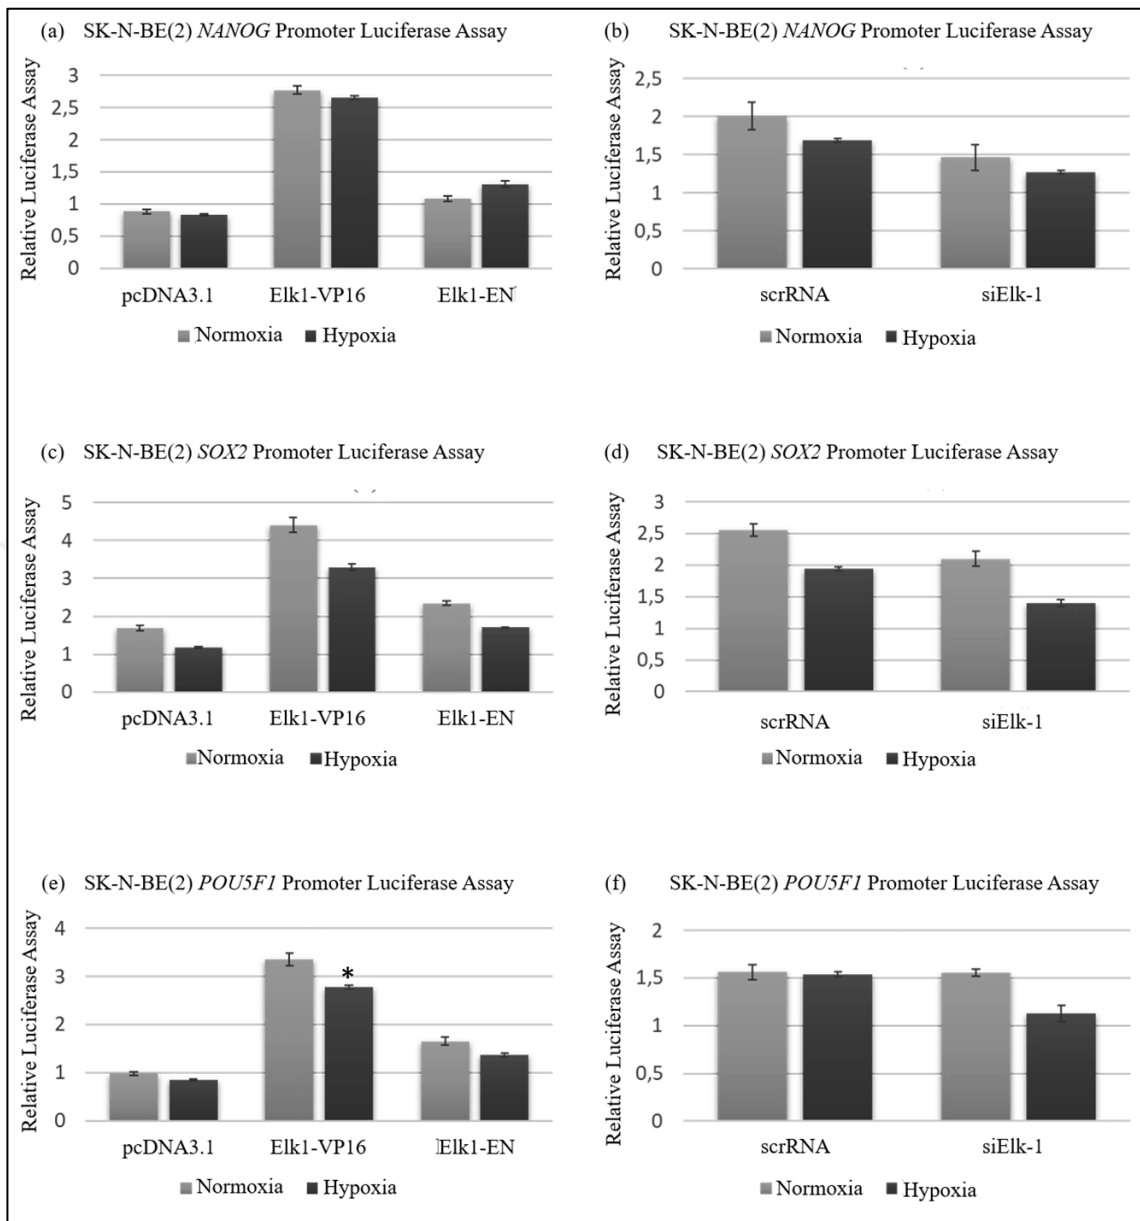 (a) SK-N-BE(2) NANOG Promoter Luciferase Assay
Relative Luciferase Assay
3
2,5
2
1,5
1
0,5
0
pcDNA3.1 Elk1-VP16 Elk1-EN
Normoxia Hypoxia
(b) SK-N-BE(2) NANOG Promoter Luciferase Assay
Relative Luciferase Assay
2,5
2
1,5
1
0,5
0
scrRNA siElk-1
Normoxia Hypoxia
(c) SK-N-BE(2) SOX2 Promoter Luciferase Assay
Relative Luciferase Assay
5
4
3
2
1
0
pcDNA3.1 Elk1-VP16 Elk1-EN
Normoxia Hypoxia
(d) SK-N-BE(2) SOX2 Promoter Luciferase Assay
Relative Luciferase Assay
3
2,5
2
1,5
1
0,5
0
scrRNA siElk-1
Normoxia Hypoxia
(e) SK-N-BE(2) POU5F1 Promoter Luciferase Assay
Relative Luciferase Assay
4
3
2
1
0
*
pcDNA3.1 Elk1-VP16 Elk1-EN
Normoxia Hypoxia
(f) SK-N-BE(2) POU5F1 Promoter Luciferase Assay
Relative Luciferase Assay
2
1,5
1
0,5
0
scrRNA siElk-1
Normoxia Hypoxia